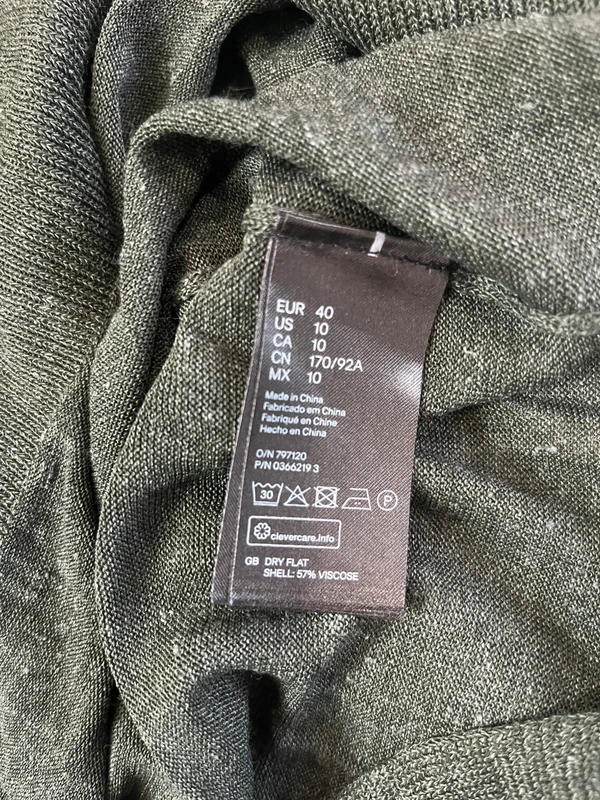 EUR 40
US 10
CA 10
CN 170/92A
MX 10
Made in China
Fabricado em China
Fabriqué en Chine
Hecho en China
O/N 797120
P/N 0366219 3
30 P
clevercare.info
GB DRY FLAT
SHELL: 57% VISCOSE